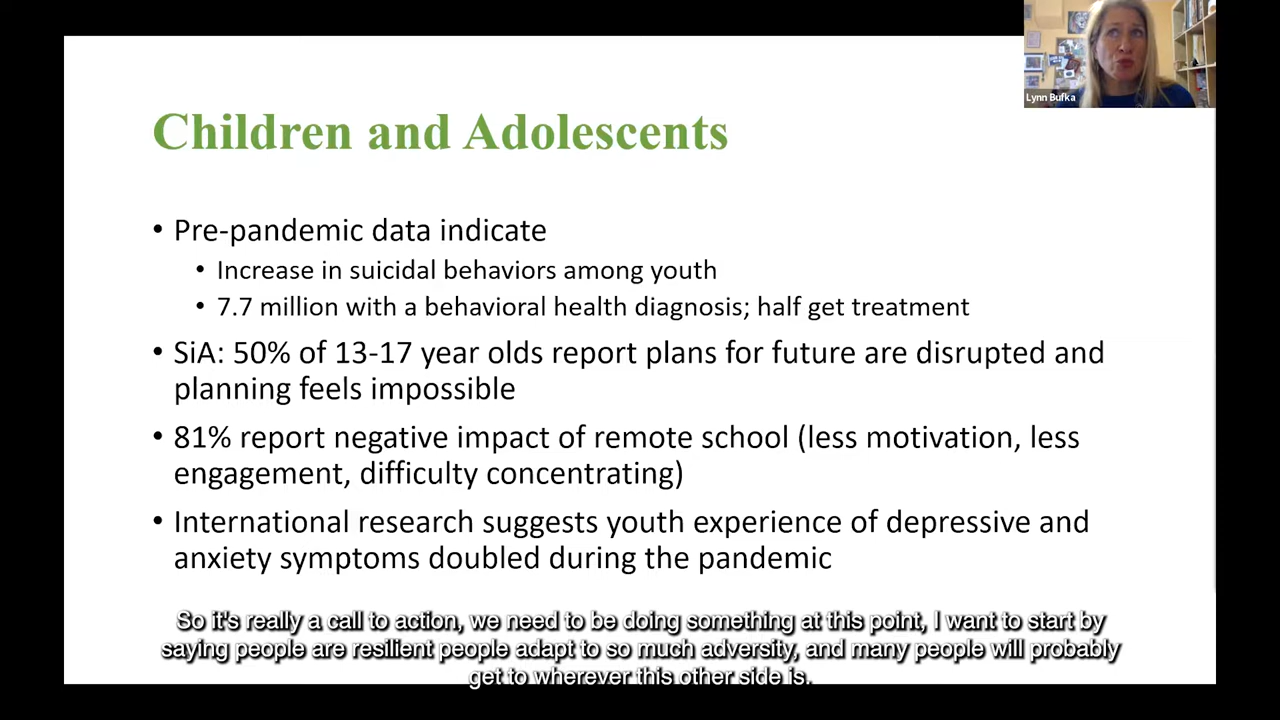 Lynn Bufka
Children and Adolescents
• Pre-pandemic data indicate
• Increase in suicidal behaviors among youth
• 7.7 million with a behavioral health diagnosis; half get treatment
• SiA: 50% of 13-17 year olds report plans for future are disrupted and
planning feels impossible
• 81% report negative impact of remote school (less motivation, less
engagement, difficulty concentrating)
• International research suggests youth experience of depressive and
anxiety symptoms doubled during the pandemic
So it's really a call to action, we need to be doing something at this point, I want to start by
saying people are resilient people adapt to so much adversity, and many people will probably
get to wherever this other side is.